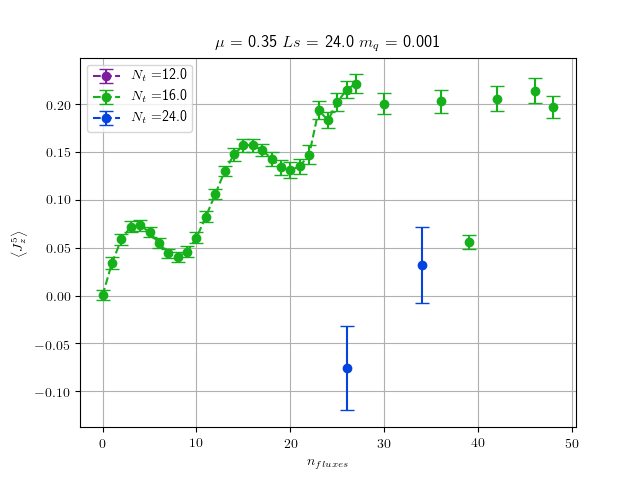 μ = 0.35 Ls = 24.0 m_q = 0.001
N_t =12.0
N_t =16.0
N_t =24.0
0.20
0.15
0.10
0.05
0.00
−0.05
−0.10
⟨J_z^5⟩
0 10 20 30 40 50
n_{fluxes}